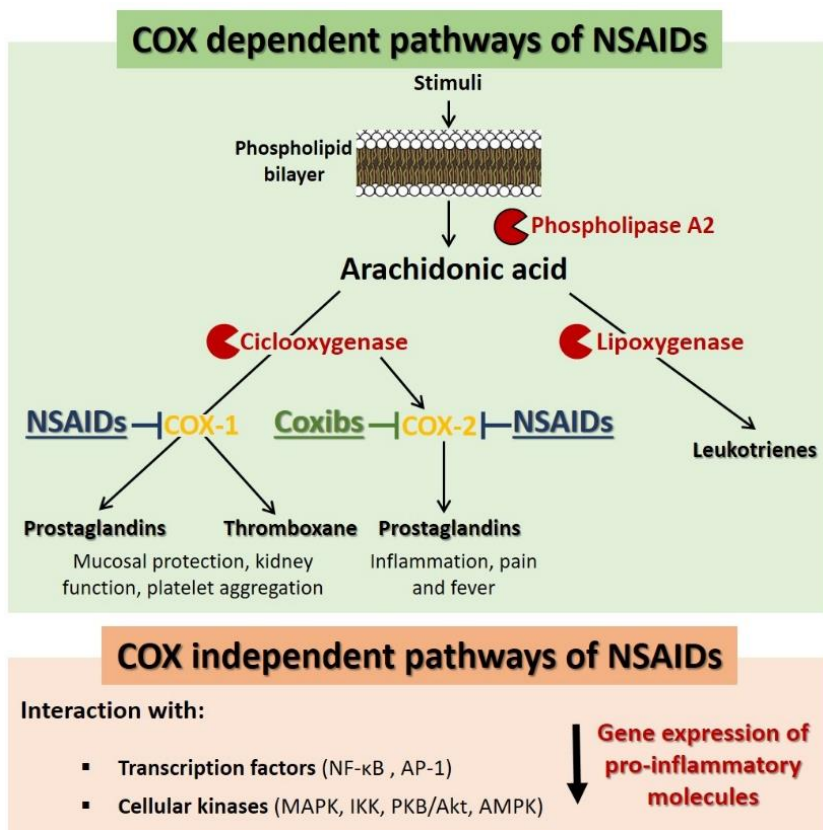 COX dependent pathways of NSAIDs
Stimuli
Phospholipid
bilayer
Phospholipase A2
Arachidonic acid
Ciclooxygenase
Lipoxygenase
NSAIDs
COX-1
Coxibs
COX-2
NSAIDs
Leukotrienes
Prostaglandins
Thromboxane
Prostaglandins
Mucosal protection, kidney
function, platelet aggregation
Inflammation, pain
and fever
COX independent pathways of NSAIDs
Interaction with:
▪ Transcription factors (NF-κB , AP-1)
▪ Cellular kinases (MAPK, IKK, PKB/Akt, AMPK)
Gene expression of
pro-inflammatory
molecules